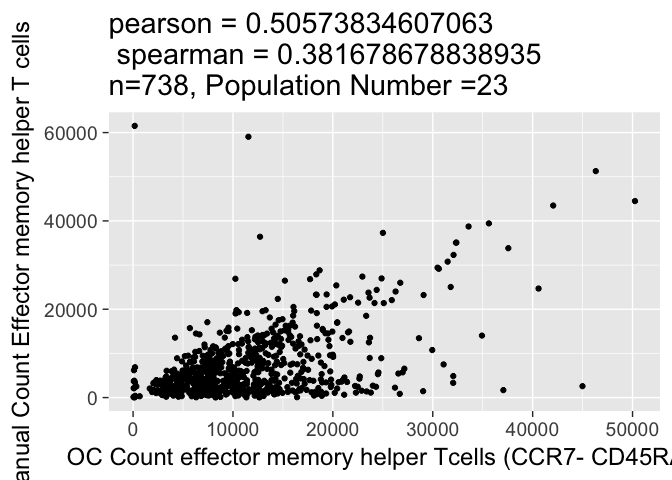 pearson = 0.50573834607063
spearman = 0.381678678838935
n=738, Population Number =23
anual Count Effector memory helper T cells
60000
40000
20000
0
0 10000 20000 30000 40000 50000
OC Count effector memory helper Tcells (CCR7- CD45RA